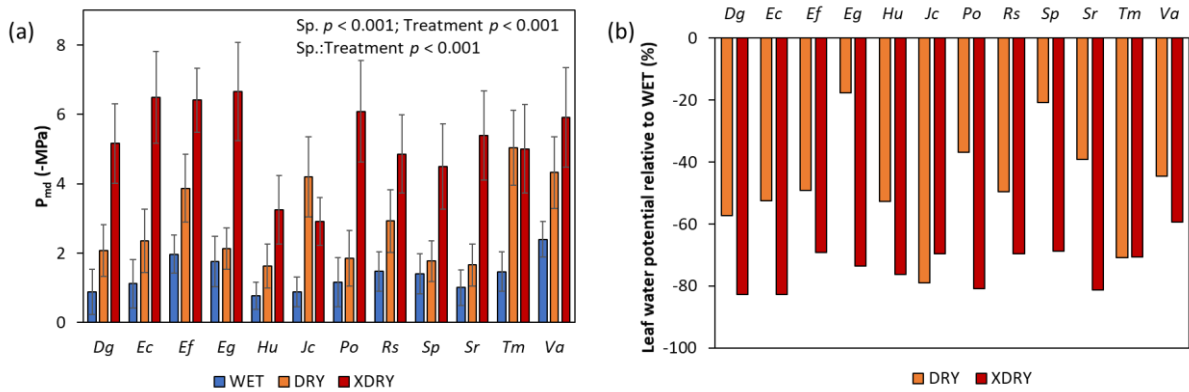 (a)
Sp. p < 0.001; Treatment p < 0.001
Sp.:Treatment p < 0.001
8
6
4
2
0
Pmd (-MPa)
Dg Ec Ef Eg Hu Jc Po Rs Sp Sr Tm Va
WET DRY XDRY
(b)
Dg Ec Ef Eg Hu Jc Po Rs Sp Sr Tm Va
0
-20
-40
-60
-80
-100
Leaf water potential relative to WET (%)
DRY XDRY